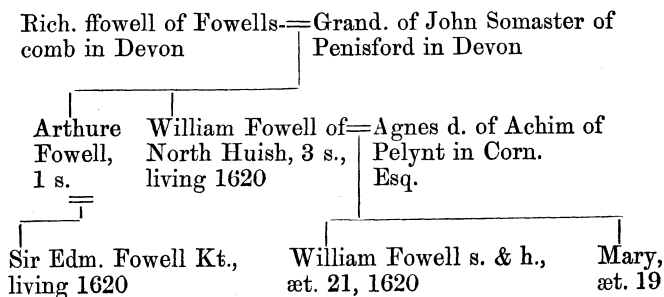 Rich. ffowell of Fowells-
comb in Devon
Grand. of John Somaster of
Penisford in Devon
Arthure
Fowell,
1 s.
William Fowell of
North Huish, 3 s.,
living 1620
Agnes d. of Achim of
Pelynt in Corn.
Esq.
Sir Edm. Fowell Kt.,
living 1620
William Fowell s. & h.,
æt. 21, 1620
Mary,
æt. 19